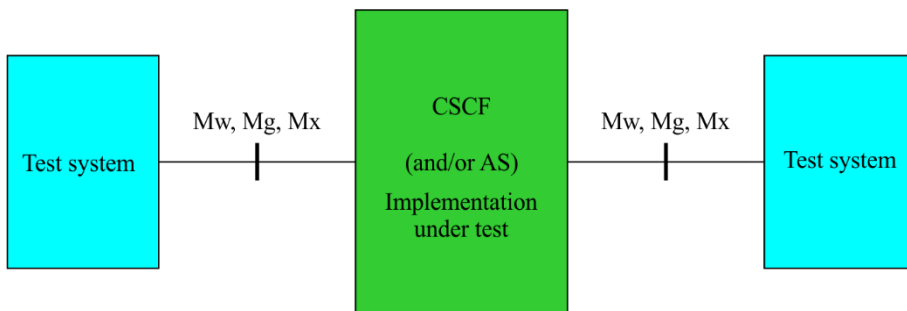 Test system
Mw, Mg, Mx
CSCF
(and/or AS)
Implementation
under test
Mw, Mg, Mx
Test system